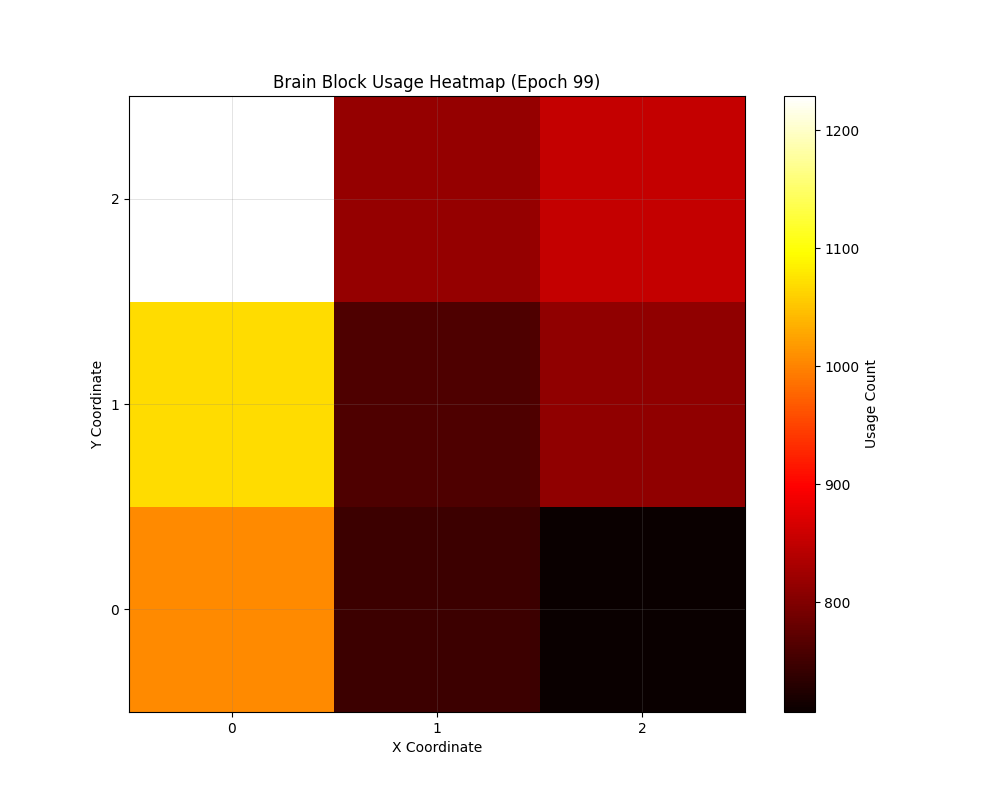 Brain Block Usage Heatmap (Epoch 99)
2
1
0
Y Coordinate
0 1 2
X Coordinate
1200
1100
1000
900
800
Usage Count